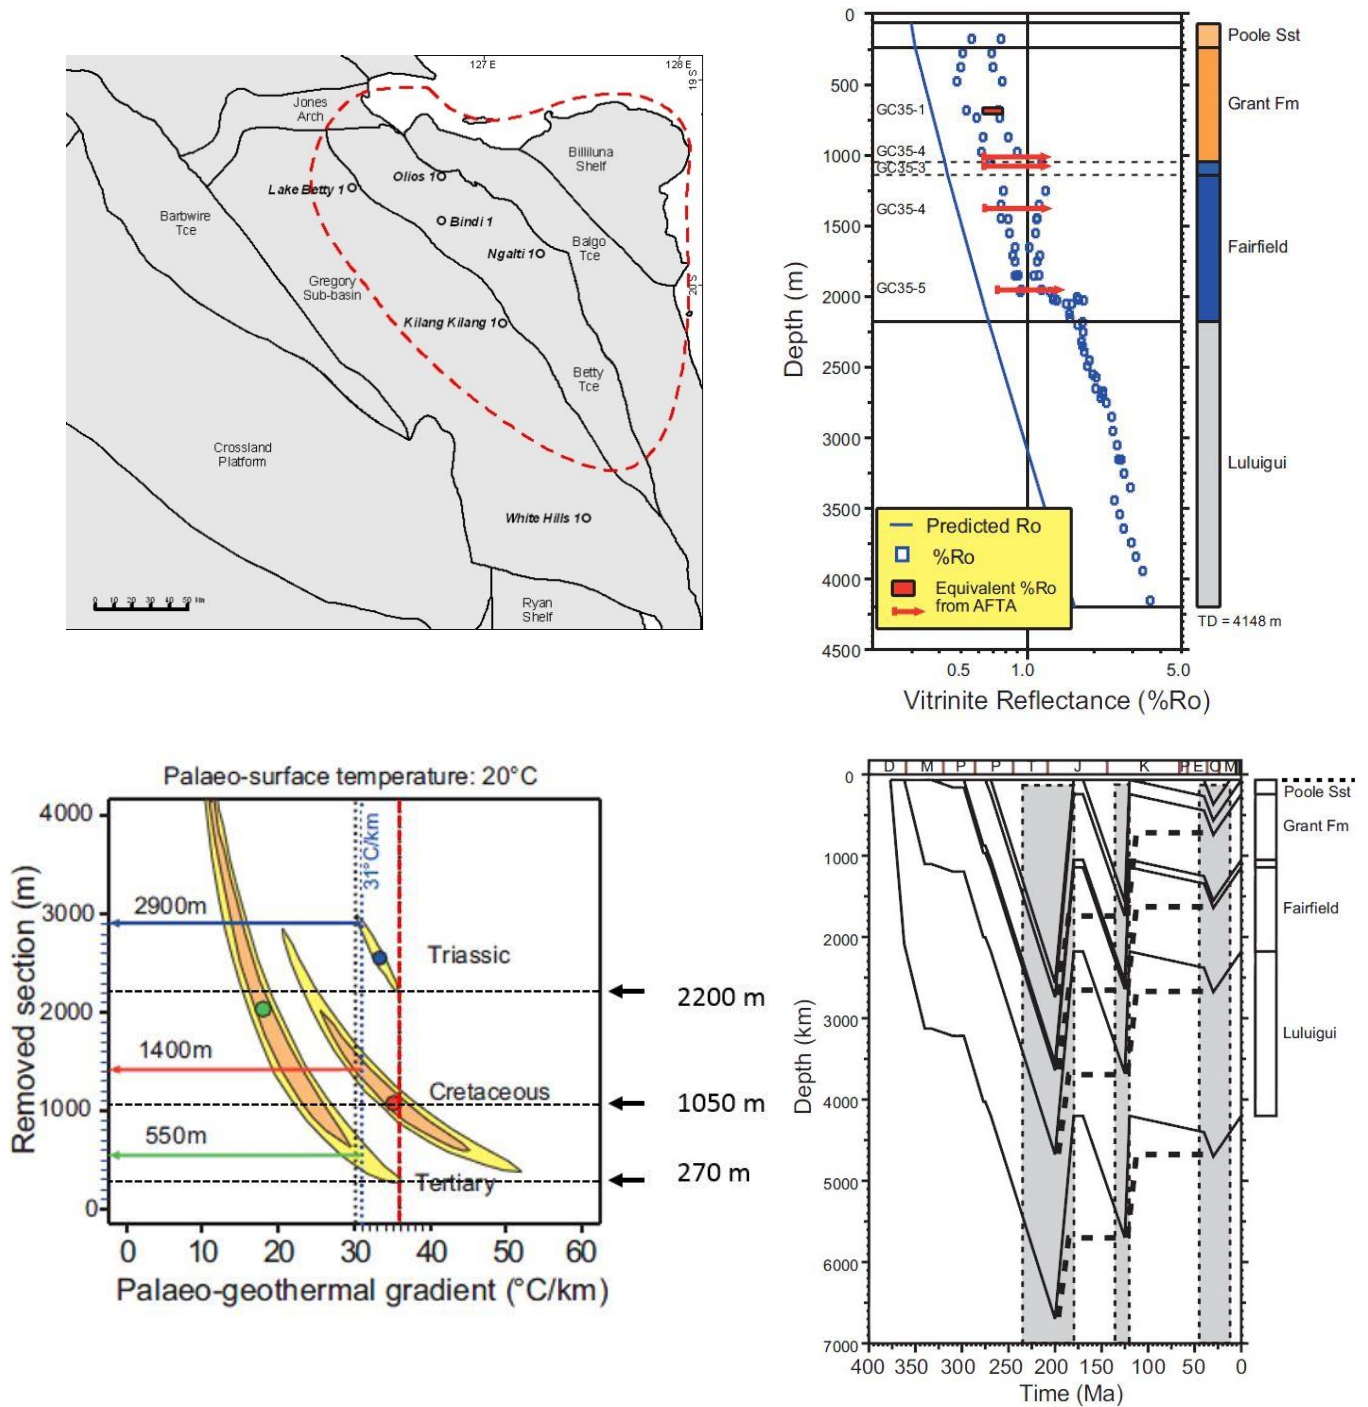 127 E
128 E
19 S
20 S
Jones
Arch
Billiluna
Shelf
Olios 1
Lake Betty 1
Barbwire
Tce
Bindi 1
Balgo
Tce
Ngalti 1
Gregory
Sub-basin
Kilang Kilang 1
Betty
Tce
Crossland
Platform
White Hills 1
Ryan
Shelf
0 10 20 30 40 50
0
500
1000
1500
2000
2500
3000
3500
4000
4500
Depth (m)
GC35-1
GC35-4
GC35-3
GC35-4
GC35-5
Poole Sst
Grant Fm
Fairfield
Luluigui
TD = 4148 m
Predicted Ro
%Ro
Equivalent %Ro
from AFTA
0.5 1.0 5.0
Vitrinite Reflectance (%Ro)
Palaeo-surface temperature: 20°C
4000
3000
2000
1000
0
Removed section (m)
31°C/km
2900m
Triassic
2200 m
1400m
Cretaceous
1050 m
550m
Tertiary
270 m
0 10 20 30 40 50 60
Palaeo-geothermal gradient (°C/km)
D M P P T J K P E O M
0
1000
2000
3000
4000
5000
6000
7000
Depth (km)
Poole Sst
Grant Fm
Fairfield
Luluigui
400 350 300 250 200 150 100 50 0
Time (Ma)